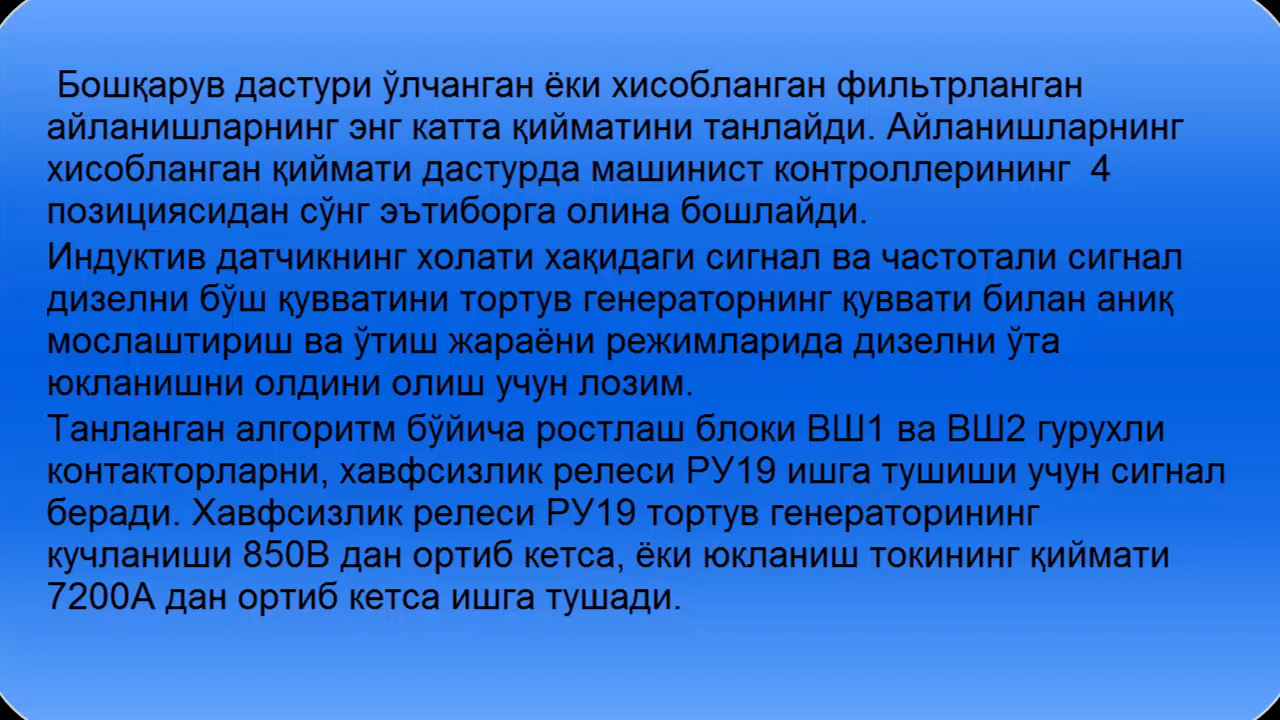 Бошқарув дастури ўлчанган ёки хисобланган фильтрланган
айланишларнинг энг катта қийматини танлайди. Айланишларнинг
хисобланган қиймати дастурда машинист контроллерининг 4
позициясидан сўнг эътиборга олина бошлайди.
Индуктив датчикнинг холати хақидаги сигнал ва частотали сигнал
дизелни бўш қувватини тортув генераторнинг қуввати билан аниқ
мослаштириш ва ўтиш жараёни режимларида дизелни ўта
юкланишни олдини олиш учун лозим.
Танланган алгоритм бўйича ростлаш блоки ВШ1 ва ВШ2 гурухли
контакторларни, хавфсизлик релеси РУ19 ишга тушиши учун сигнал
беради. Хавфсизлик релеси РУ19 тортув генераторининг
кучланиши 850В дан ортиб кетса, ёки юкланиш токининг қиймати
7200А дан ортиб кетса ишга тушади.